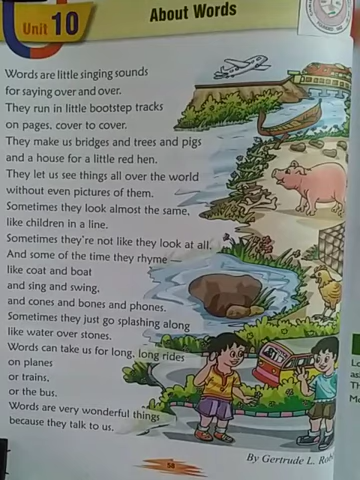 Unit 10
About Words
Words are little singing sounds
for saying over and over.
They run in little bootstep tracks
on pages, cover to cover.
They make us bridges and trees and pigs
and a house for a little red hen.
They let us see things all over the world
without even pictures of them.
Sometimes they look almost the same,
like children in a line.
Sometimes they're not like they look at all,
And some of the time they rhyme
like coat and boat
and sing and swing,
and cones and bones and phones.
Sometimes they just go splashing along
like water over stones.
Words can take us for long, long rides
on planes
or trains,
or the bus.
Words are very wonderful things
because they talk to us.
By Gertrude L.
58